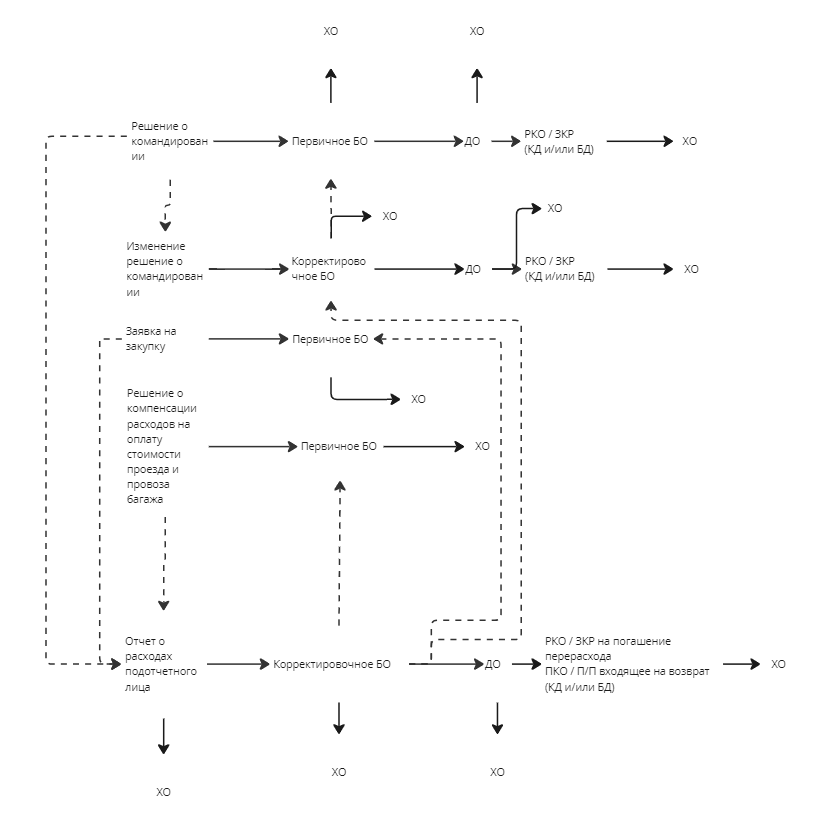 ХО
ХО
Решение о
командирован
ии
Первичное БО
ДО
РКО / ЗКР
(КД и/или БД)
ХО
ХО
ХО
Изменение
решение о
командирован
ии
Корректирово
чное БО
ДО
РКО / ЗКР
(КД и/или БД)
ХО
Заявка на
закупку
Первичное БО
ХО
Решение о
компенсации
расходов на
оплату
стоимости
проезда и
провоза
багажа
Первичное БО
ХО
Отчет о
расходах
подотчетного
лица
Корректировочное БО
ДО
РКО / ЗКР на погашение
перерасхода
ПКО / П/П входящее на возврат
(КД и/или БД)
ХО
ХО
ХО
ХО